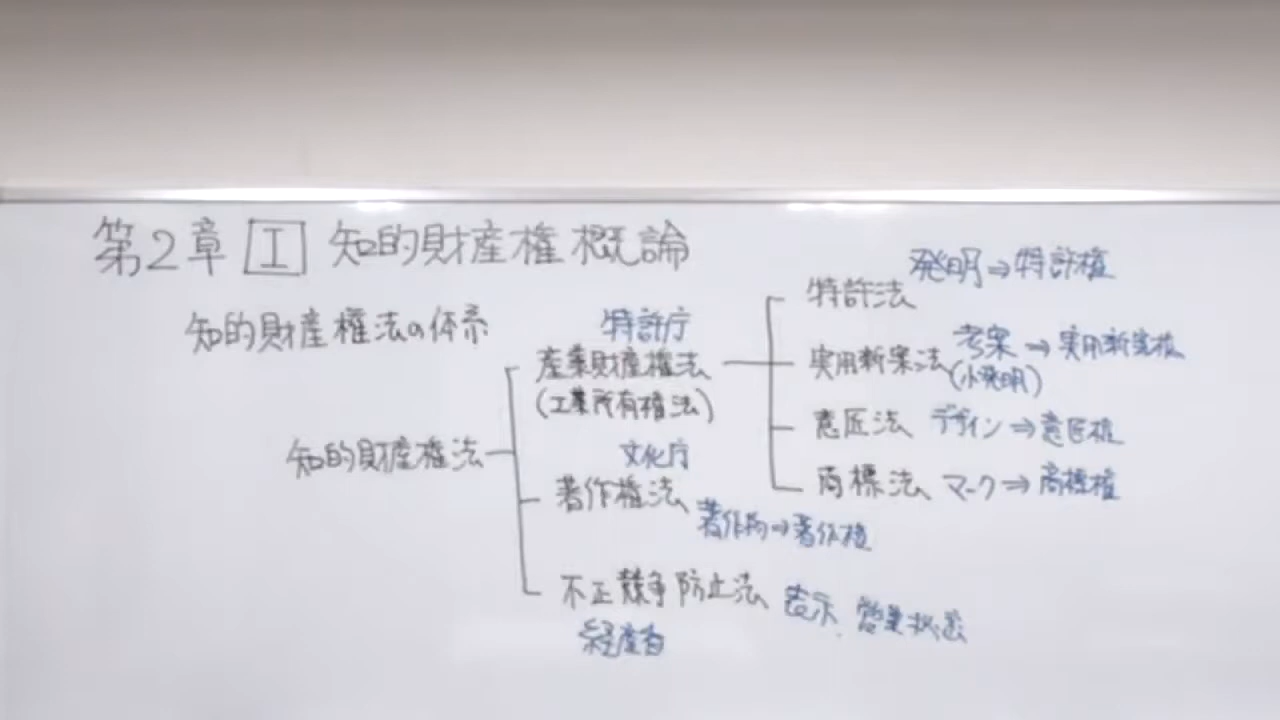 第2章 I 知的財産権概論
知的財産権法の体系
知的財産権法
特許庁
産業財産権法
(工業所有権法)
特許法 発明⇒特許権
実用新案法 考案⇒実用新案権
(小発明)
意匠法 デザイン⇒意匠権
商標法 マーク⇒商標権
文化庁
著作権法 著作物⇒著作権
不正競争防止法 表示、営業状態
経産省